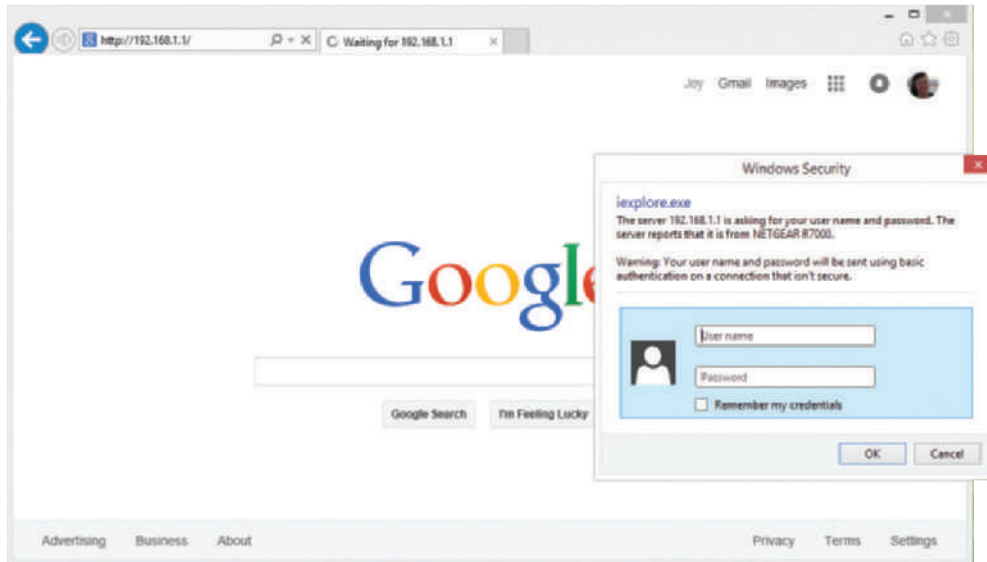 http://192.168.1.1/
Waiting for 192.168.1.1
Joy Gmail Images
Google
Google Search I'm Feeling Lucky
Advertising Business About Privacy Terms Settings
Windows Security
iexplore.exe
The server 192.168.1.1 is asking for your user name and password. The
server reports that it is from NETGEAR R7000.
Warning: Your user name and password will be sent using basic
authentication on a connection that isn't secure.
User name
Password
Remember my credentials
OK Cancel